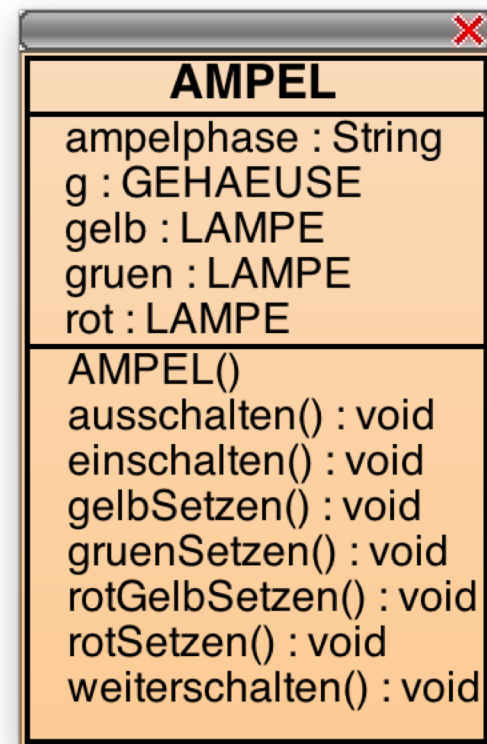 AMPEL
ampelphase : String
g : GEHAEUSE
gelb : LAMPE
gruen : LAMPE
rot : LAMPE
AMPEL()
ausschalten() : void
einschalten() : void
gelbSetzen() : void
gruenSetzen() : void
rotGelbSetzen() : void
rotSetzen() : void
weiterschalten() : void